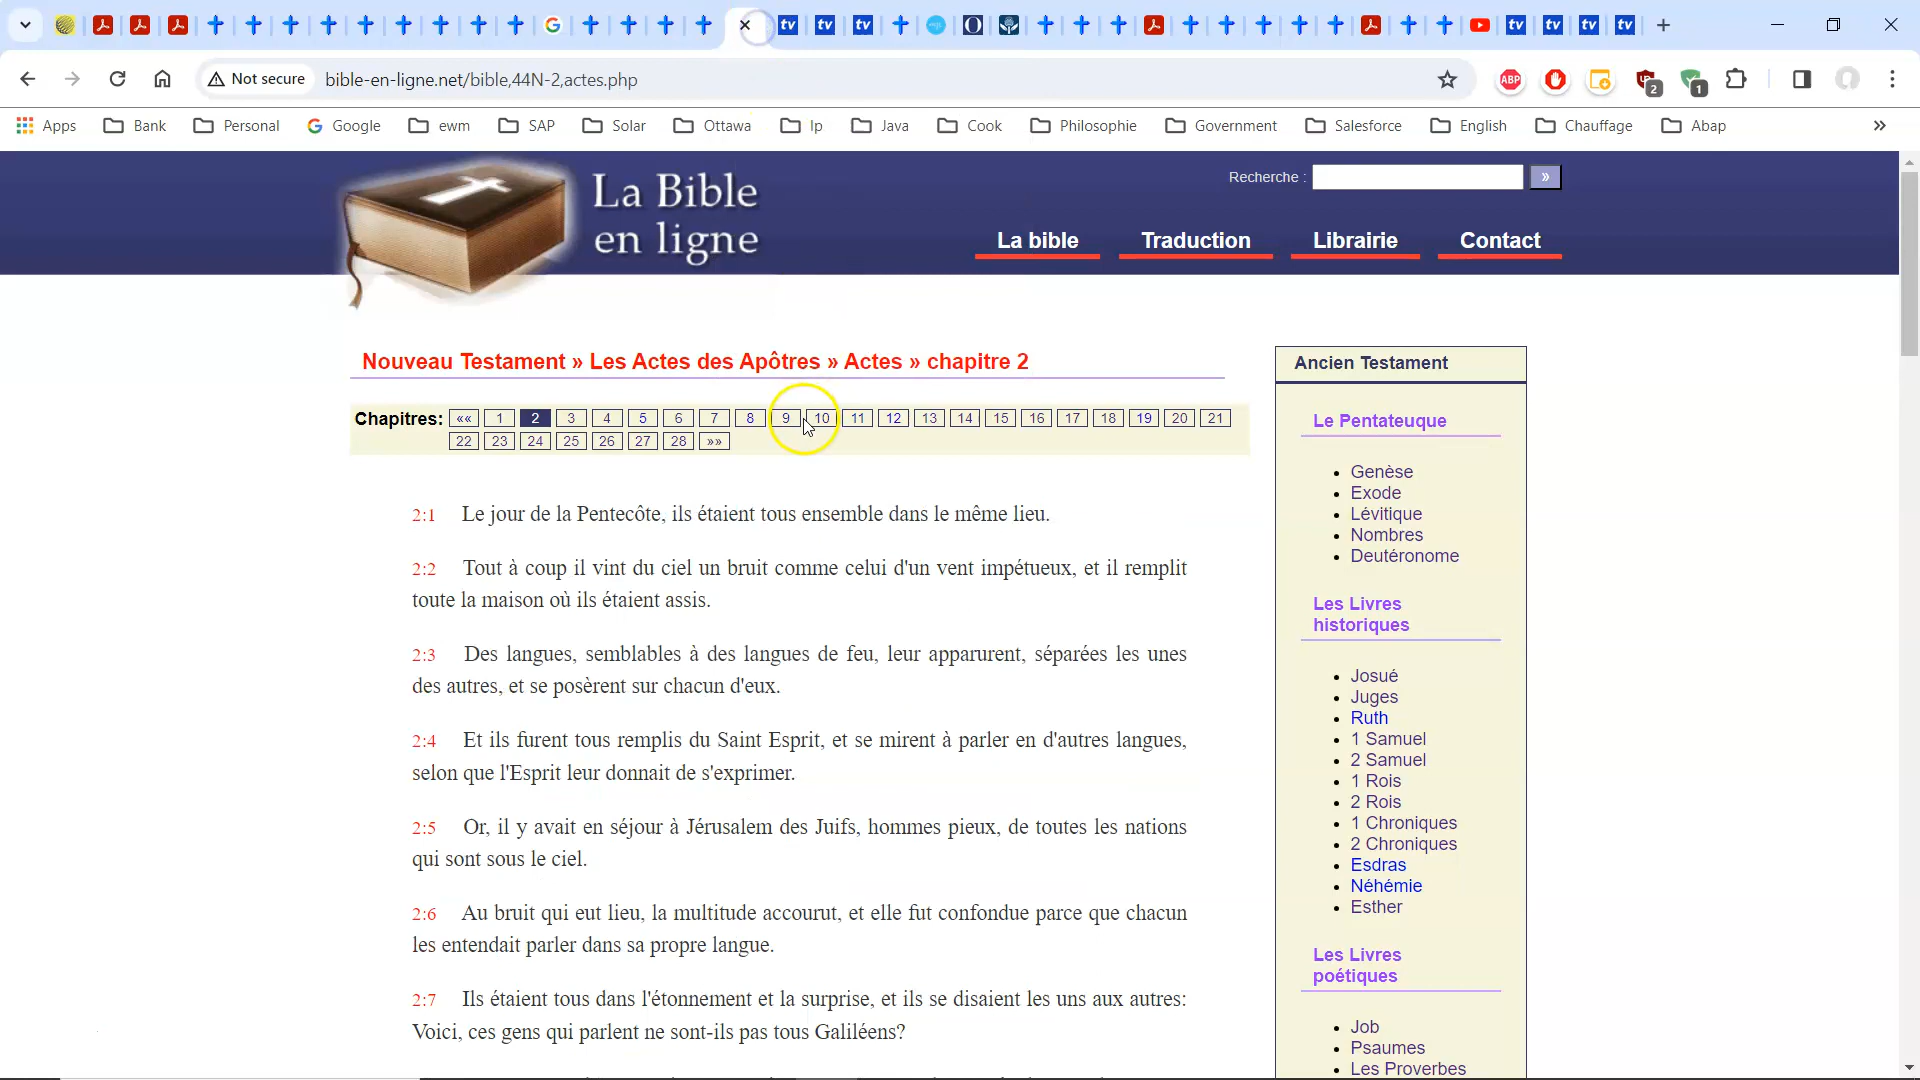 Not secure bible-en-ligne.net/bible,44N-2,actes.php
Apps Bank Personal Google ewm SAP Solar Ottawa Ip Java Cook Philosophie Government Salesforce English Chauffage Abap »
La Bible
en ligne
Recherche : »
La bible Traduction Librairie Contact
Nouveau Testament » Les Actes des Apôtres » Actes » chapitre 2
Chapitres: «« 1 2 3 4 5 6 7 8 9 10 11 12 13 14 15 16 17 18 19 20 21
22 23 24 25 26 27 28 »»
2:1 Le jour de la Pentecôte, ils étaient tous ensemble dans le même lieu.
2:2 Tout à coup il vint du ciel un bruit comme celui d'un vent impétueux, et il remplit
toute la maison où ils étaient assis.
2:3 Des langues, semblables à des langues de feu, leur apparurent, séparées les unes
des autres, et se posèrent sur chacun d'eux.
2:4 Et ils furent tous remplis du Saint Esprit, et se mirent à parler en d'autres langues,
selon que l'Esprit leur donnait de s'exprimer.
2:5 Or, il y avait en séjour à Jérusalem des Juifs, hommes pieux, de toutes les nations
qui sont sous le ciel.
2:6 Au bruit qui eut lieu, la multitude accourut, et elle fut confondue parce que chacun
les entendait parler dans sa propre langue.
2:7 Ils étaient tous dans l'étonnement et la surprise, et ils se disaient les uns aux autres:
Voici, ces gens qui parlent ne sont-ils pas tous Galiléens?
Ancien Testament
Le Pentateuque
Genèse
Exode
Lévitique
Nombres
Deutéronome
Les Livres
historiques
Josué
Juges
Ruth
1 Samuel
2 Samuel
1 Rois
2 Rois
1 Chroniques
2 Chroniques
Esdras
Néhémie
Esther
Les Livres
poétiques
Job
Psaumes
Les Proverbes